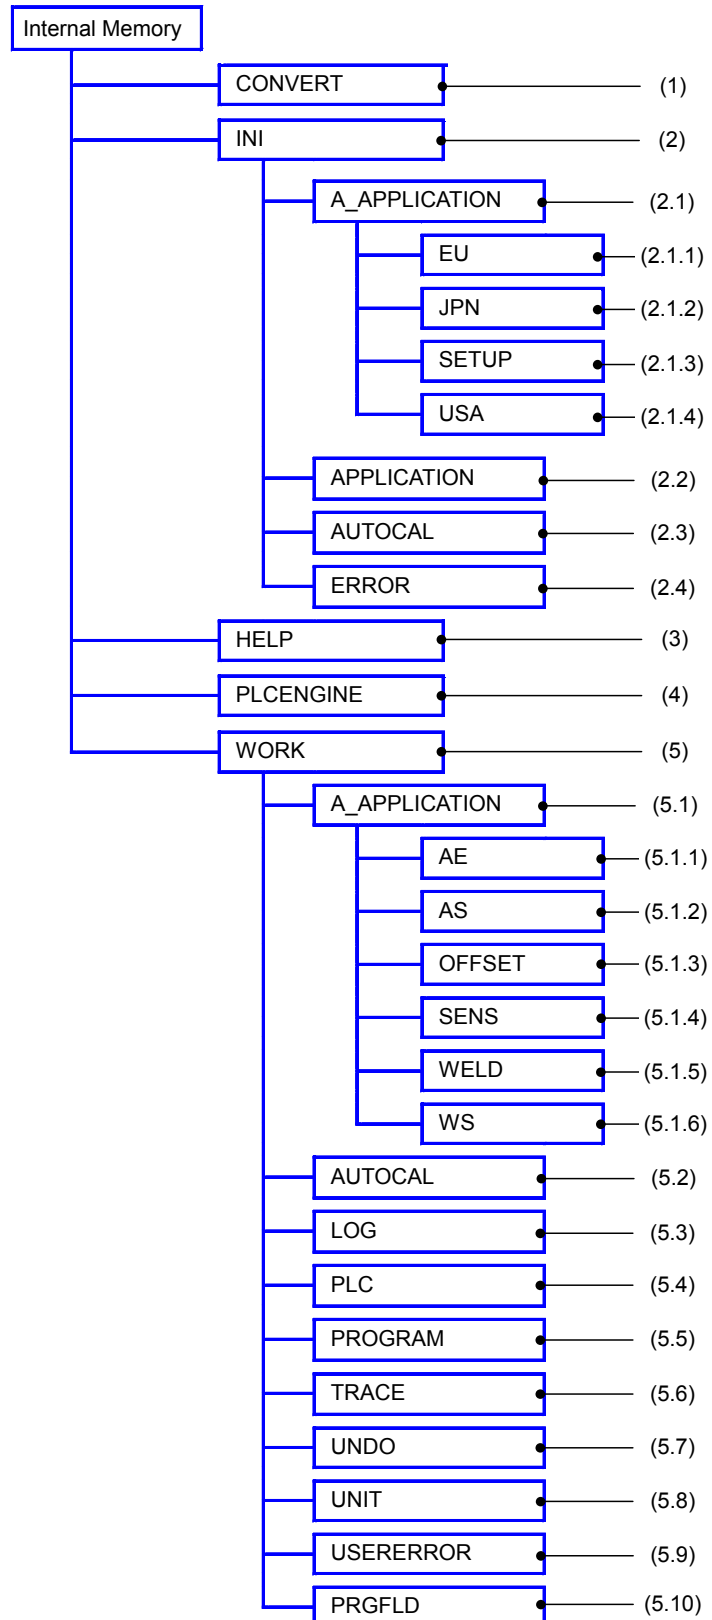 Internal Memory
CONVERT (1)
INI (2)
A_APPLICATION (2.1)
EU (2.1.1)
JPN (2.1.2)
SETUP (2.1.3)
USA (2.1.4)
APPLICATION (2.2)
AUTOCAL (2.3)
ERROR (2.4)
HELP (3)
PLCENGINE (4)
WORK (5)
A_APPLICATION (5.1)
AE (5.1.1)
AS (5.1.2)
OFFSET (5.1.3)
SENS (5.1.4)
WELD (5.1.5)
WS (5.1.6)
AUTOCAL (5.2)
LOG (5.3)
PLC (5.4)
PROGRAM (5.5)
TRACE (5.6)
UNDO (5.7)
UNIT (5.8)
USERERROR (5.9)
PRGFLD (5.10)